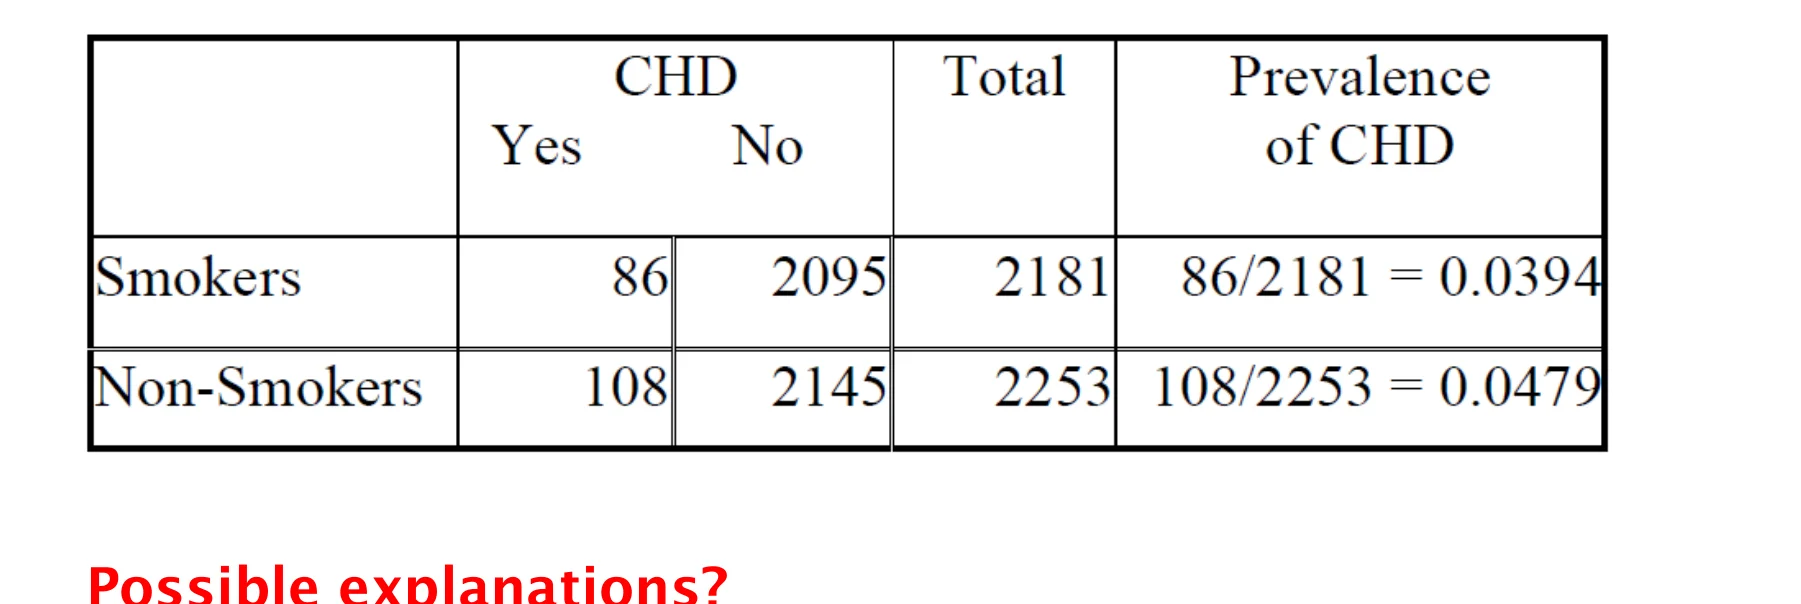 CHD Total Prevalence
Yes No of CHD
Smokers 86 2095 2181 86/2181 = 0.0394
Non-Smokers 108 2145 2253 108/2253 = 0.0479
Possible explanations?